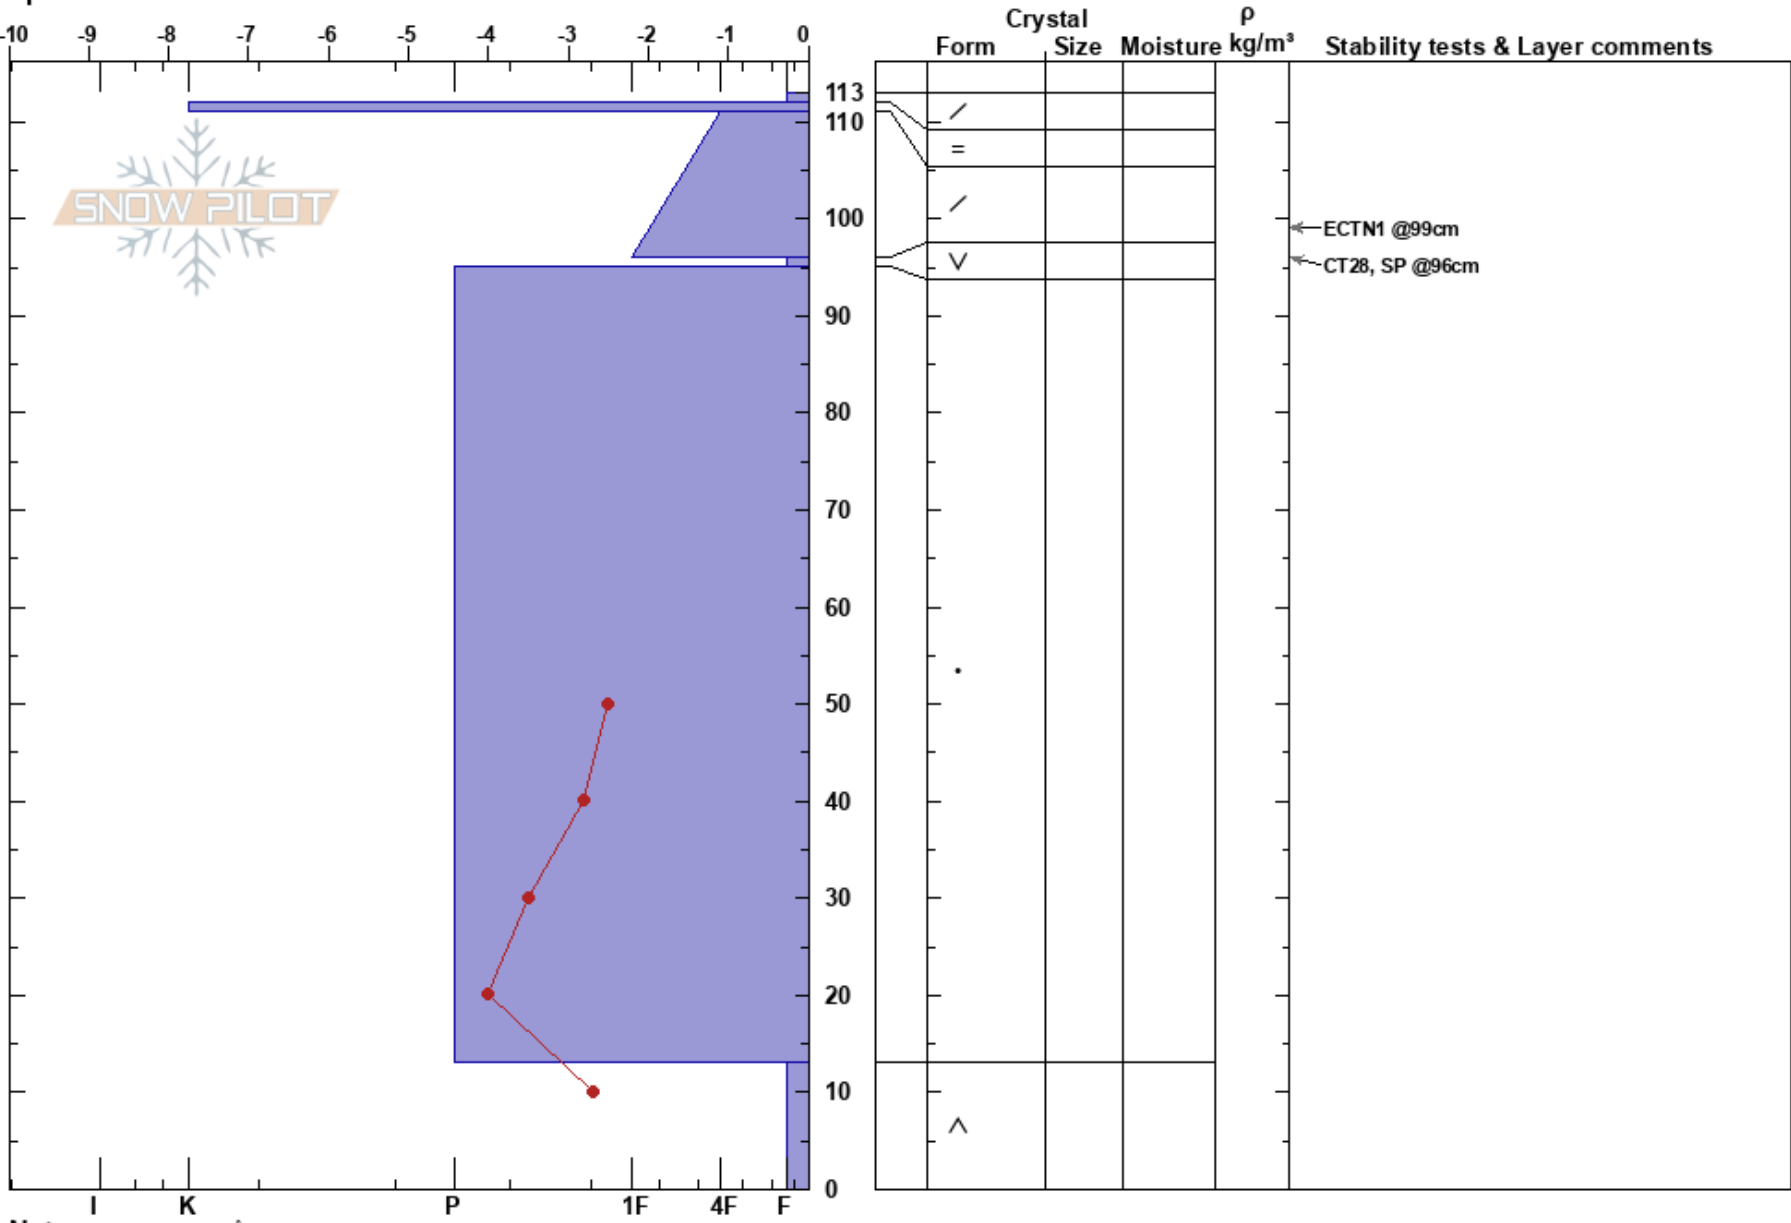 Crystal ρ
-10 -9 -8 -7 -6 -5 -4 -3 -2 -1 0 Form Size Moisture kg/m³ Stability tests & Layer comments
113
110
=
SNOW PILOT
100
ECTN1 @99cm
CT28, SP @96cm
90
80
70
60
50
40
30
20
10
0
I K P 1F 4F F